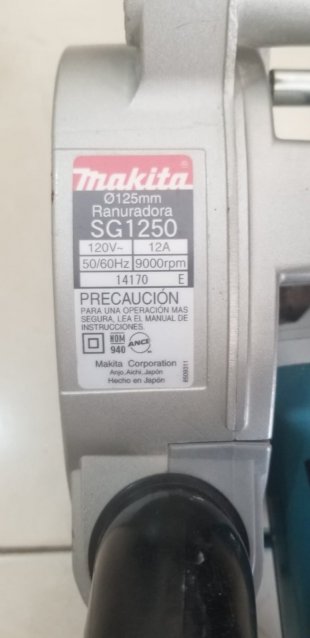 makita
Ø125mm
Ranuradora
SG1250
120V~ 12A
50/60Hz 9000rpm
14170 E
PRECAUCIÓN
PARA UNA OPERACIÓN MAS
SEGURA, LEA EL MANUAL DE
INSTRUCCIONES.
NOM
940 ANCE
Makita Corporation
Anjo,Aichi,Japón
Hecho en Japón